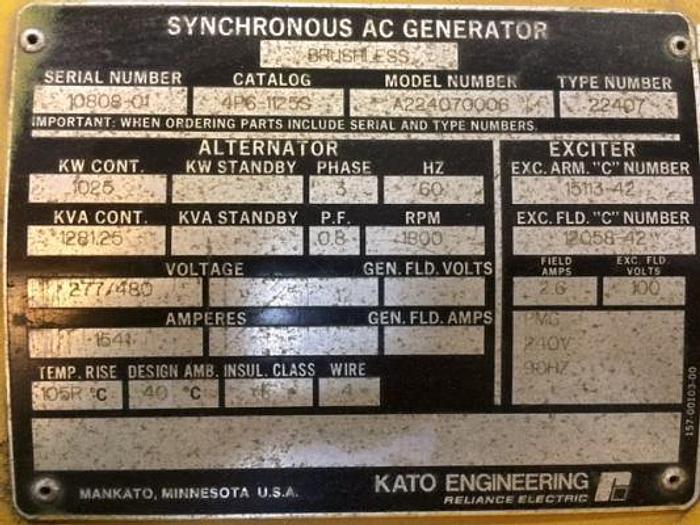 SYNCHRONOUS AC GENERATOR
BRUSHLESS
SERIAL NUMBER CATALOG MODEL NUMBER TYPE NUMBER
10808-01 4P6-1125S A224070006 22407
IMPORTANT: WHEN ORDERING PARTS INCLUDE SERIAL AND TYPE NUMBERS.
ALTERNATOR EXCITER
KW CONT. KW STANDBY PHASE HZ EXC. ARM. "C" NUMBER
1025 3 60 15113-42
KVA CONT. KVA STANDBY P.F. RPM EXC. FLD. "C" NUMBER
1281.25 0.8 1800 12058-42
VOLTAGE GEN. FLD. VOLTS FIELD AMPS EXC. FLD. VOLTS
277/480 2.6 100
AMPERES GEN. FLD. AMPS PMG
1541 240V
TEMP. RISE DESIGN AMB. INSUL. CLASS WIRE 90HZ
105R °C 40 °C 4
157-00103-00
MANKATO, MINNESOTA U.S.A. KATO ENGINEERING
RELIANCE ELECTRIC